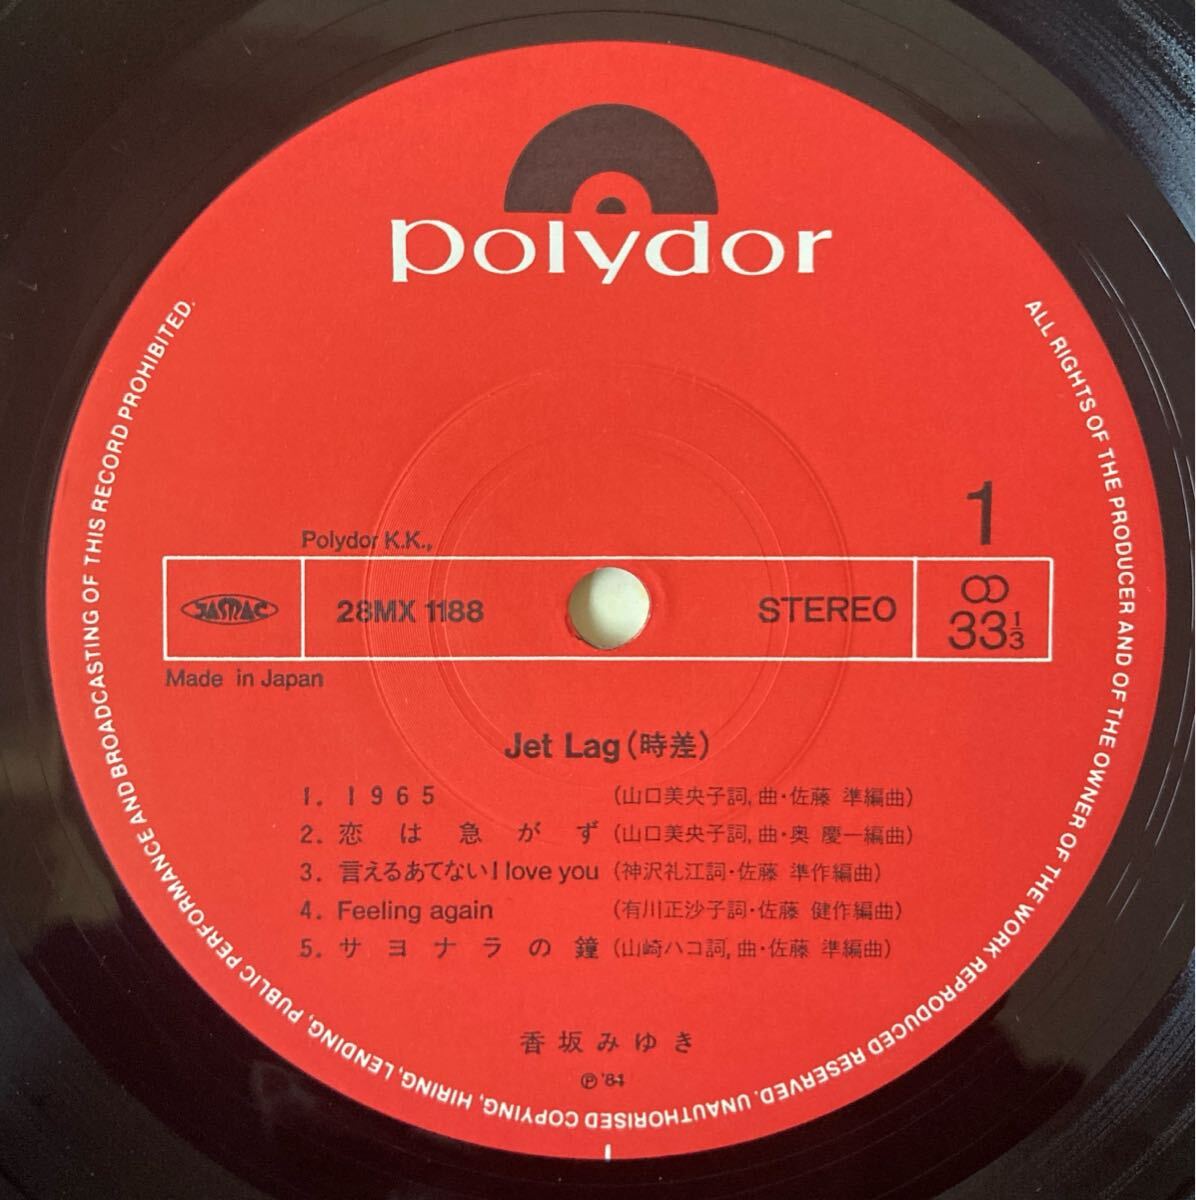 polydor
BROADCASTING OF THIS RECORD PROHIBITED.
ALL RIGHTS OF THE PRODUCER AND OF THE OWNER OF THE WORK REPRODUCED RESERVED. UNAUTHORISED COPYING, HIRING, LENDING, PUBLIC PERFORMANCE AND
1
Polydor K.K.,
JASRAC
28MX 1188
STEREO
33 1/3
Made in Japan
Jet Lag(時差)
1. 1965 (山口美央子詞,曲・佐藤 準編曲)
2. 恋は急がず (山口美央子詞,曲・奥 慶一編曲)
3. 言えるあてないI love you (神沢礼江詞・佐藤 準作編曲)
4. Feeling again (有川正沙子詞・佐藤 健作編曲)
5. サヨナラの鐘 (山崎ハコ詞,曲・佐藤 準編曲)
香坂みゆき
Ⓟ '84